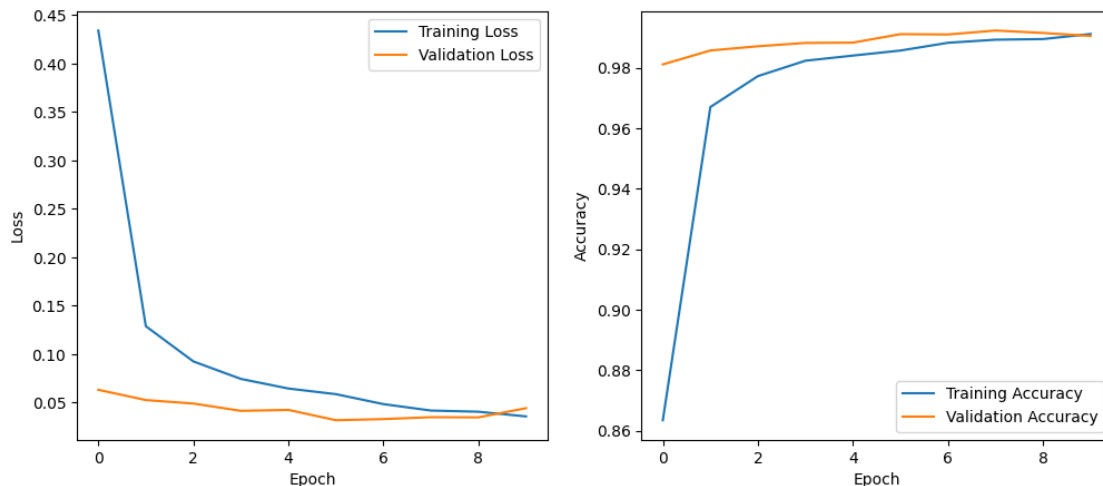 0.45
0.40
0.35
0.30
0.25
0.20
0.15
0.10
0.05
Loss
0 2 4 6 8
Epoch
Training Loss
Validation Loss
0.98
0.96
0.94
0.92
0.90
0.88
0.86
Accuracy
0 2 4 6 8
Epoch
Training Accuracy
Validation Accuracy